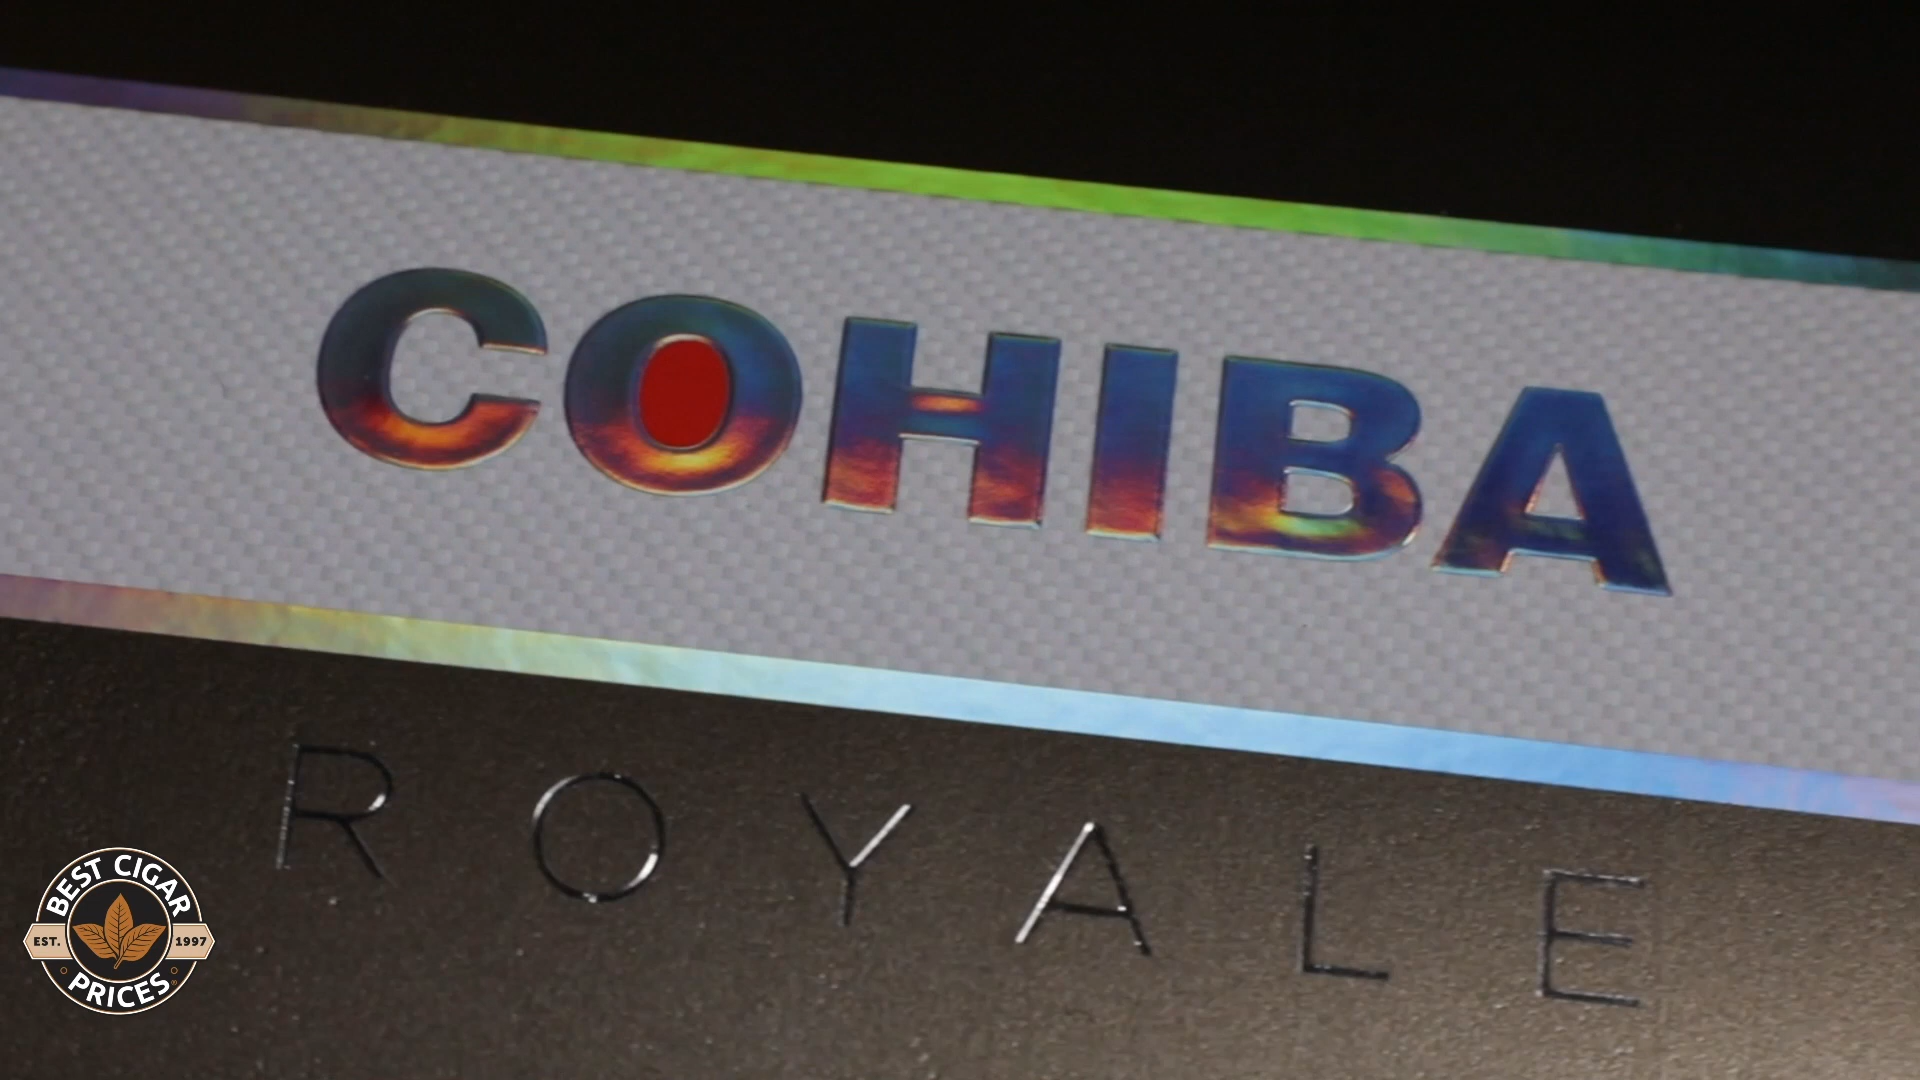 COHIBA
ROYALE
BEST CIGAR
EST. 1997
PRICES